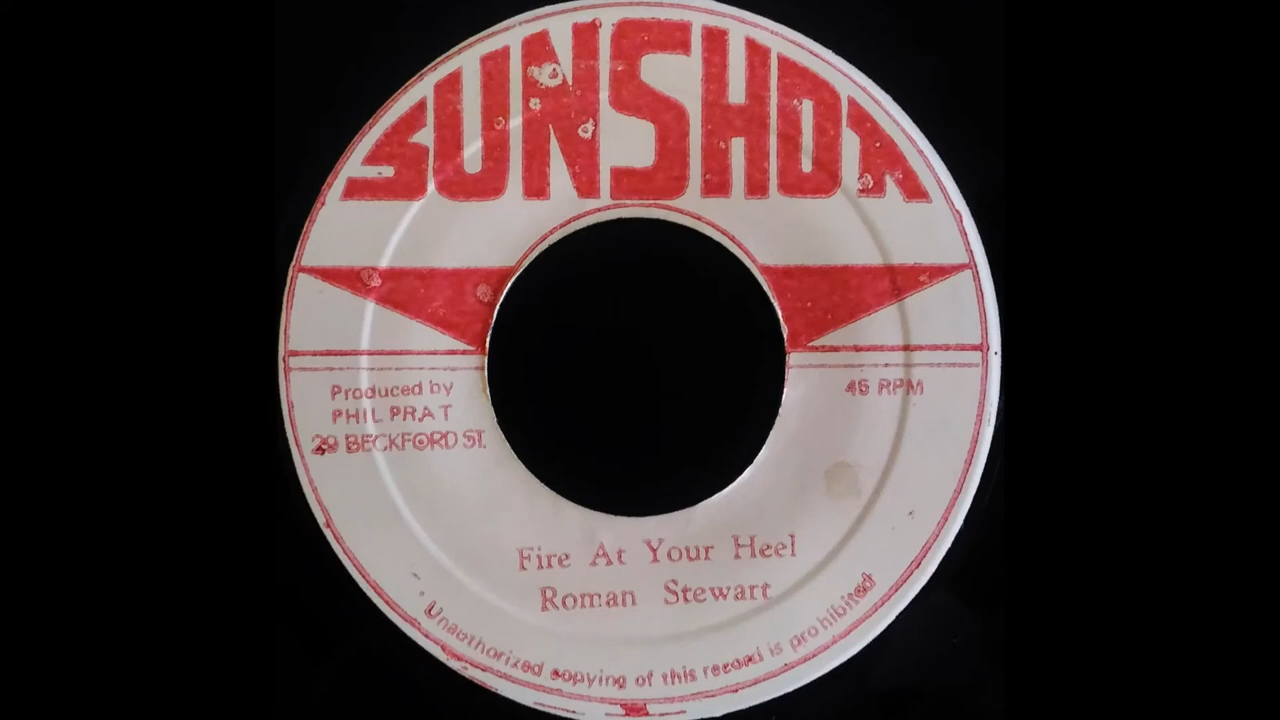 SUNSHOT
Produced by
PHIL PRAT
29 BECKFORD ST.
45 RPM
Fire At Your Heel
Roman Stewart
Unauthorized copying of this record is prohibited